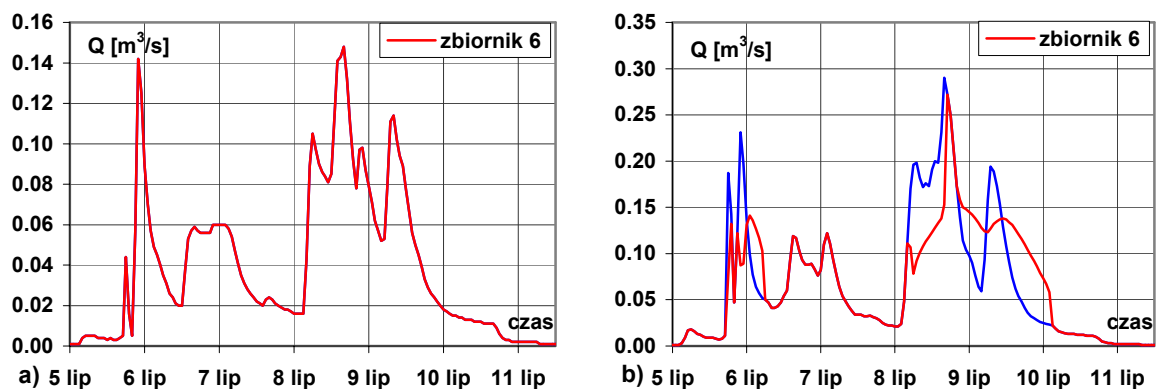 0.16
0.14
0.12
0.10
0.08
0.06
0.04
0.02
0.00
Q [m³/s]
zbiornik 6
czas
a) 5 lip 6 lip 7 lip 8 lip 9 lip 10 lip 11 lip
0.35
0.30
0.25
0.20
0.15
0.10
0.05
0.00
Q [m³/s]
zbiornik 6
czas
b) 5 lip 6 lip 7 lip 8 lip 9 lip 10 lip 11 lip